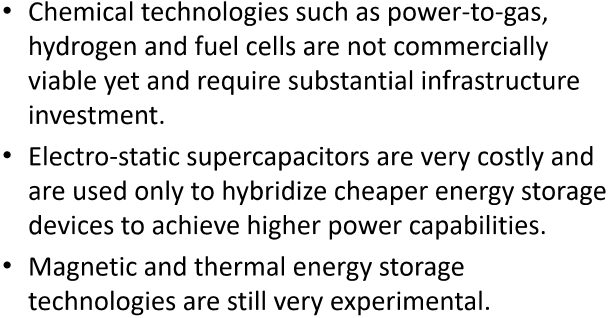 • Chemical technologies such as power-to-gas,
hydrogen and fuel cells are not commercially
viable yet and require substantial infrastructure
investment.
• Electro-static supercapacitors are very costly and
are used only to hybridize cheaper energy storage
devices to achieve higher power capabilities.
• Magnetic and thermal energy storage
technologies are still very experimental.